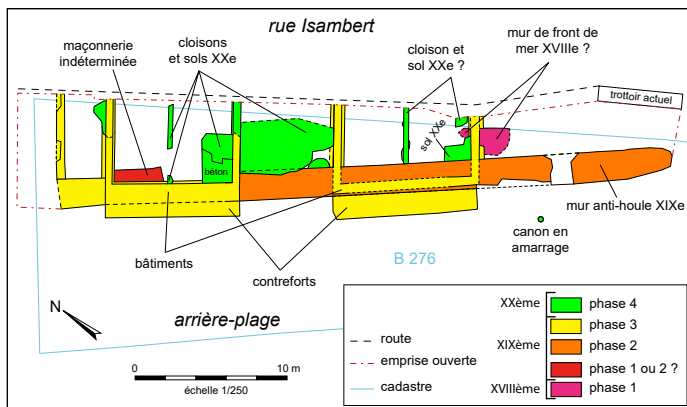 rue Isambert
maçonnerie
indéterminée
cloisons
et sols XXe
cloison et
sol XXe ?
mur de front de
mer XVIIIe ?
trottoir actuel
sol XXe
béton
mur anti-houle XIXe
canon en
amarrage
bâtiments
contreforts
B 276
N
arrière-plage
0
10 m
échelle 1/250
route
emprise ouverte
cadastre
XXème
phase 4
phase 3
XIXème
phase 2
phase 1 ou 2 ?
XVIIIème
phase 1